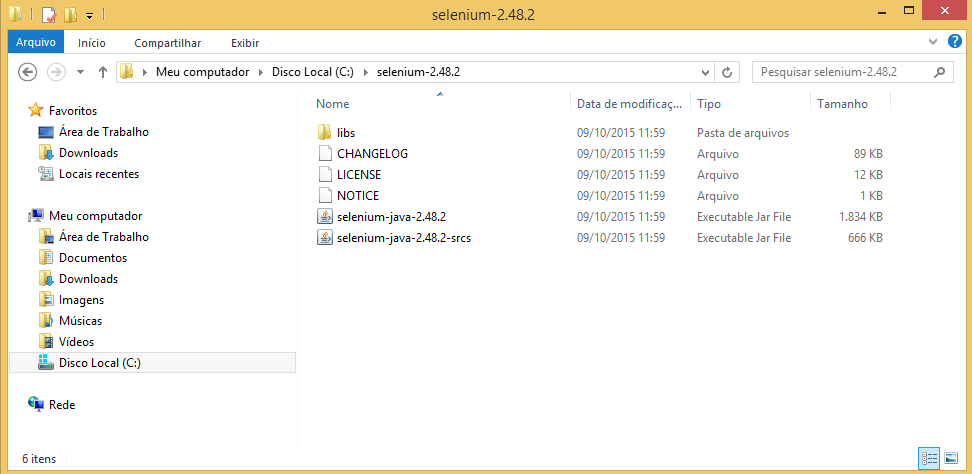 selenium-2.48.2
Arquivo Início Compartilhar Exibir
Meu computador Disco Local (C:) selenium-2.48.2 Pesquisar selenium-2.48.2
Favoritos
Área de Trabalho
Downloads
Locais recentes
Meu computador
Área de Trabalho
Documentos
Downloads
Imagens
Músicas
Vídeos
Disco Local (C:)
Rede
Nome Data de modificaç... Tipo Tamanho
libs 09/10/2015 11:59 Pasta de arquivos
CHANGELOG 09/10/2015 11:59 Arquivo 89 KB
LICENSE 09/10/2015 11:59 Arquivo 12 KB
NOTICE 09/10/2015 11:59 Arquivo 1 KB
selenium-java-2.48.2 09/10/2015 11:59 Executable Jar File 1.834 KB
selenium-java-2.48.2-srcs 09/10/2015 11:59 Executable Jar File 666 KB
6 itens